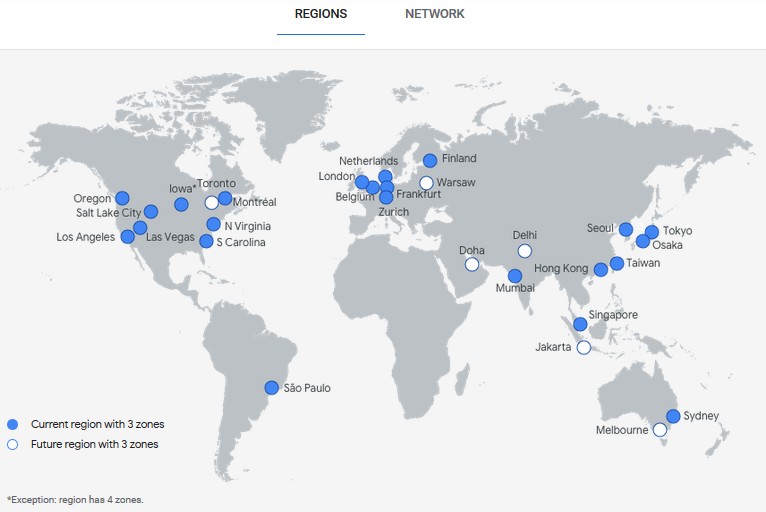 REGIONS
NETWORK
Netherlands
Finland
London
Warsaw
Belgium
Frankfurt
Zurich
Oregon
Iowa*
Toronto
Montréal
Salt Lake City
N Virginia
Los Angeles
Las Vegas
S Carolina
Seoul
Tokyo
Osaka
Doha
Delhi
Hong Kong
Taiwan
Mumbai
Singapore
Jakarta
São Paulo
Sydney
Melbourne
Current region with 3 zones
Future region with 3 zones
*Exception: region has 4 zones.